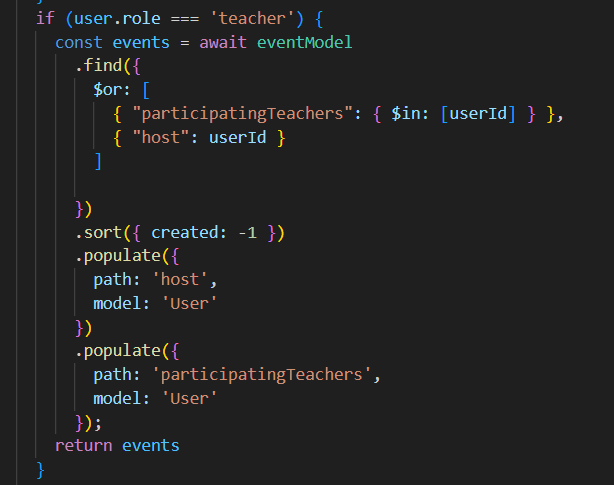 if (user.role === 'teacher') {
const events = await eventModel
.find({
$or: [
{ "participatingTeachers": { $in: [userId] } },
{ "host": userId }
]
})
.sort({ created: -1 })
.populate({
path: 'host',
model: 'User'
})
.populate({
path: 'participatingTeachers',
model: 'User'
});
return events
}